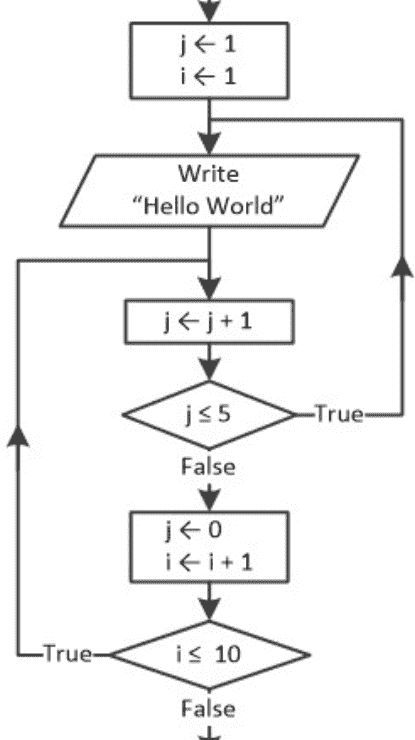 j ← 1
i ← 1
Write
“Hello World”
j ← j + 1
j ≤ 5
True
False
j ← 0
i ← i + 1
i ≤ 10
True
False